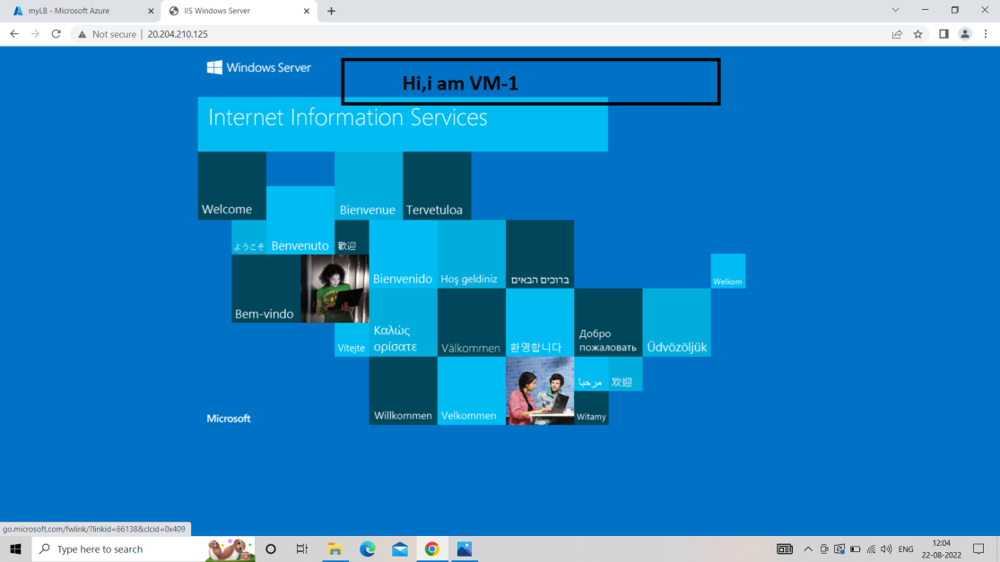 myLB - Microsoft Azure
IIS Windows Server
Not secure
20.204.210.125
Windows Server
Hi,i am VM-1
Internet Information Services
Welcome
Bienvenue
Tervetuloa
ようこそ
Benvenuto
歡迎
Bienvenido
Hoş geldiniz
ברוכים הבאים
Welkom
Bem-vindo
Vítejte
Καλώς
ορίσατε
Välkommen
환영합니다
Добро
пожаловать
Üdvözöljük
مرحبا
欢迎
Willkommen
Velkommen
Witamy
Microsoft
go.microsoft.com/fwlink/?linkid=66138&clcid=0x409
Type here to search
ENG
12:04
22-08-2022